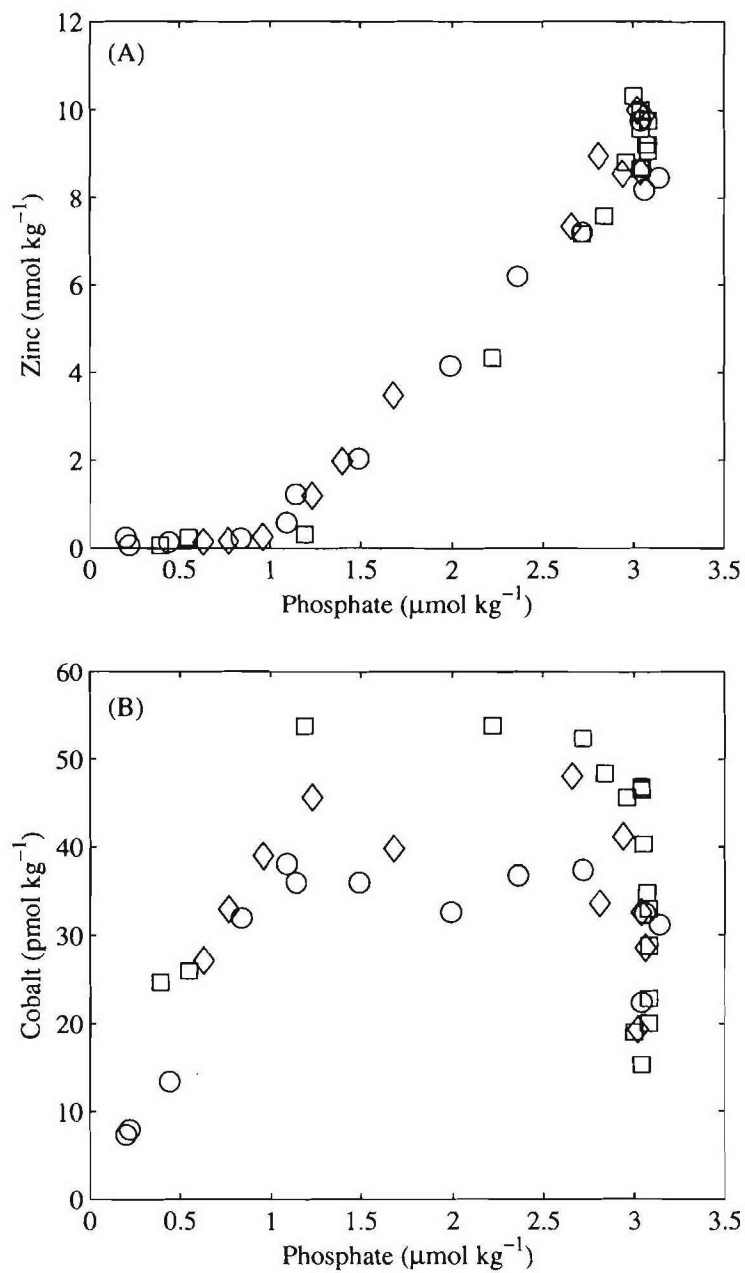 (A)
Zinc (nmol kg⁻¹)
12
10
8
6
4
2
0
0 0.5 1 1.5 2 2.5 3 3.5
Phosphate (μmol kg⁻¹)
(B)
Cobalt (pmol kg⁻¹)
60
50
40
30
20
10
0
0 0.5 1 1.5 2 2.5 3 3.5
Phosphate (μmol kg⁻¹)